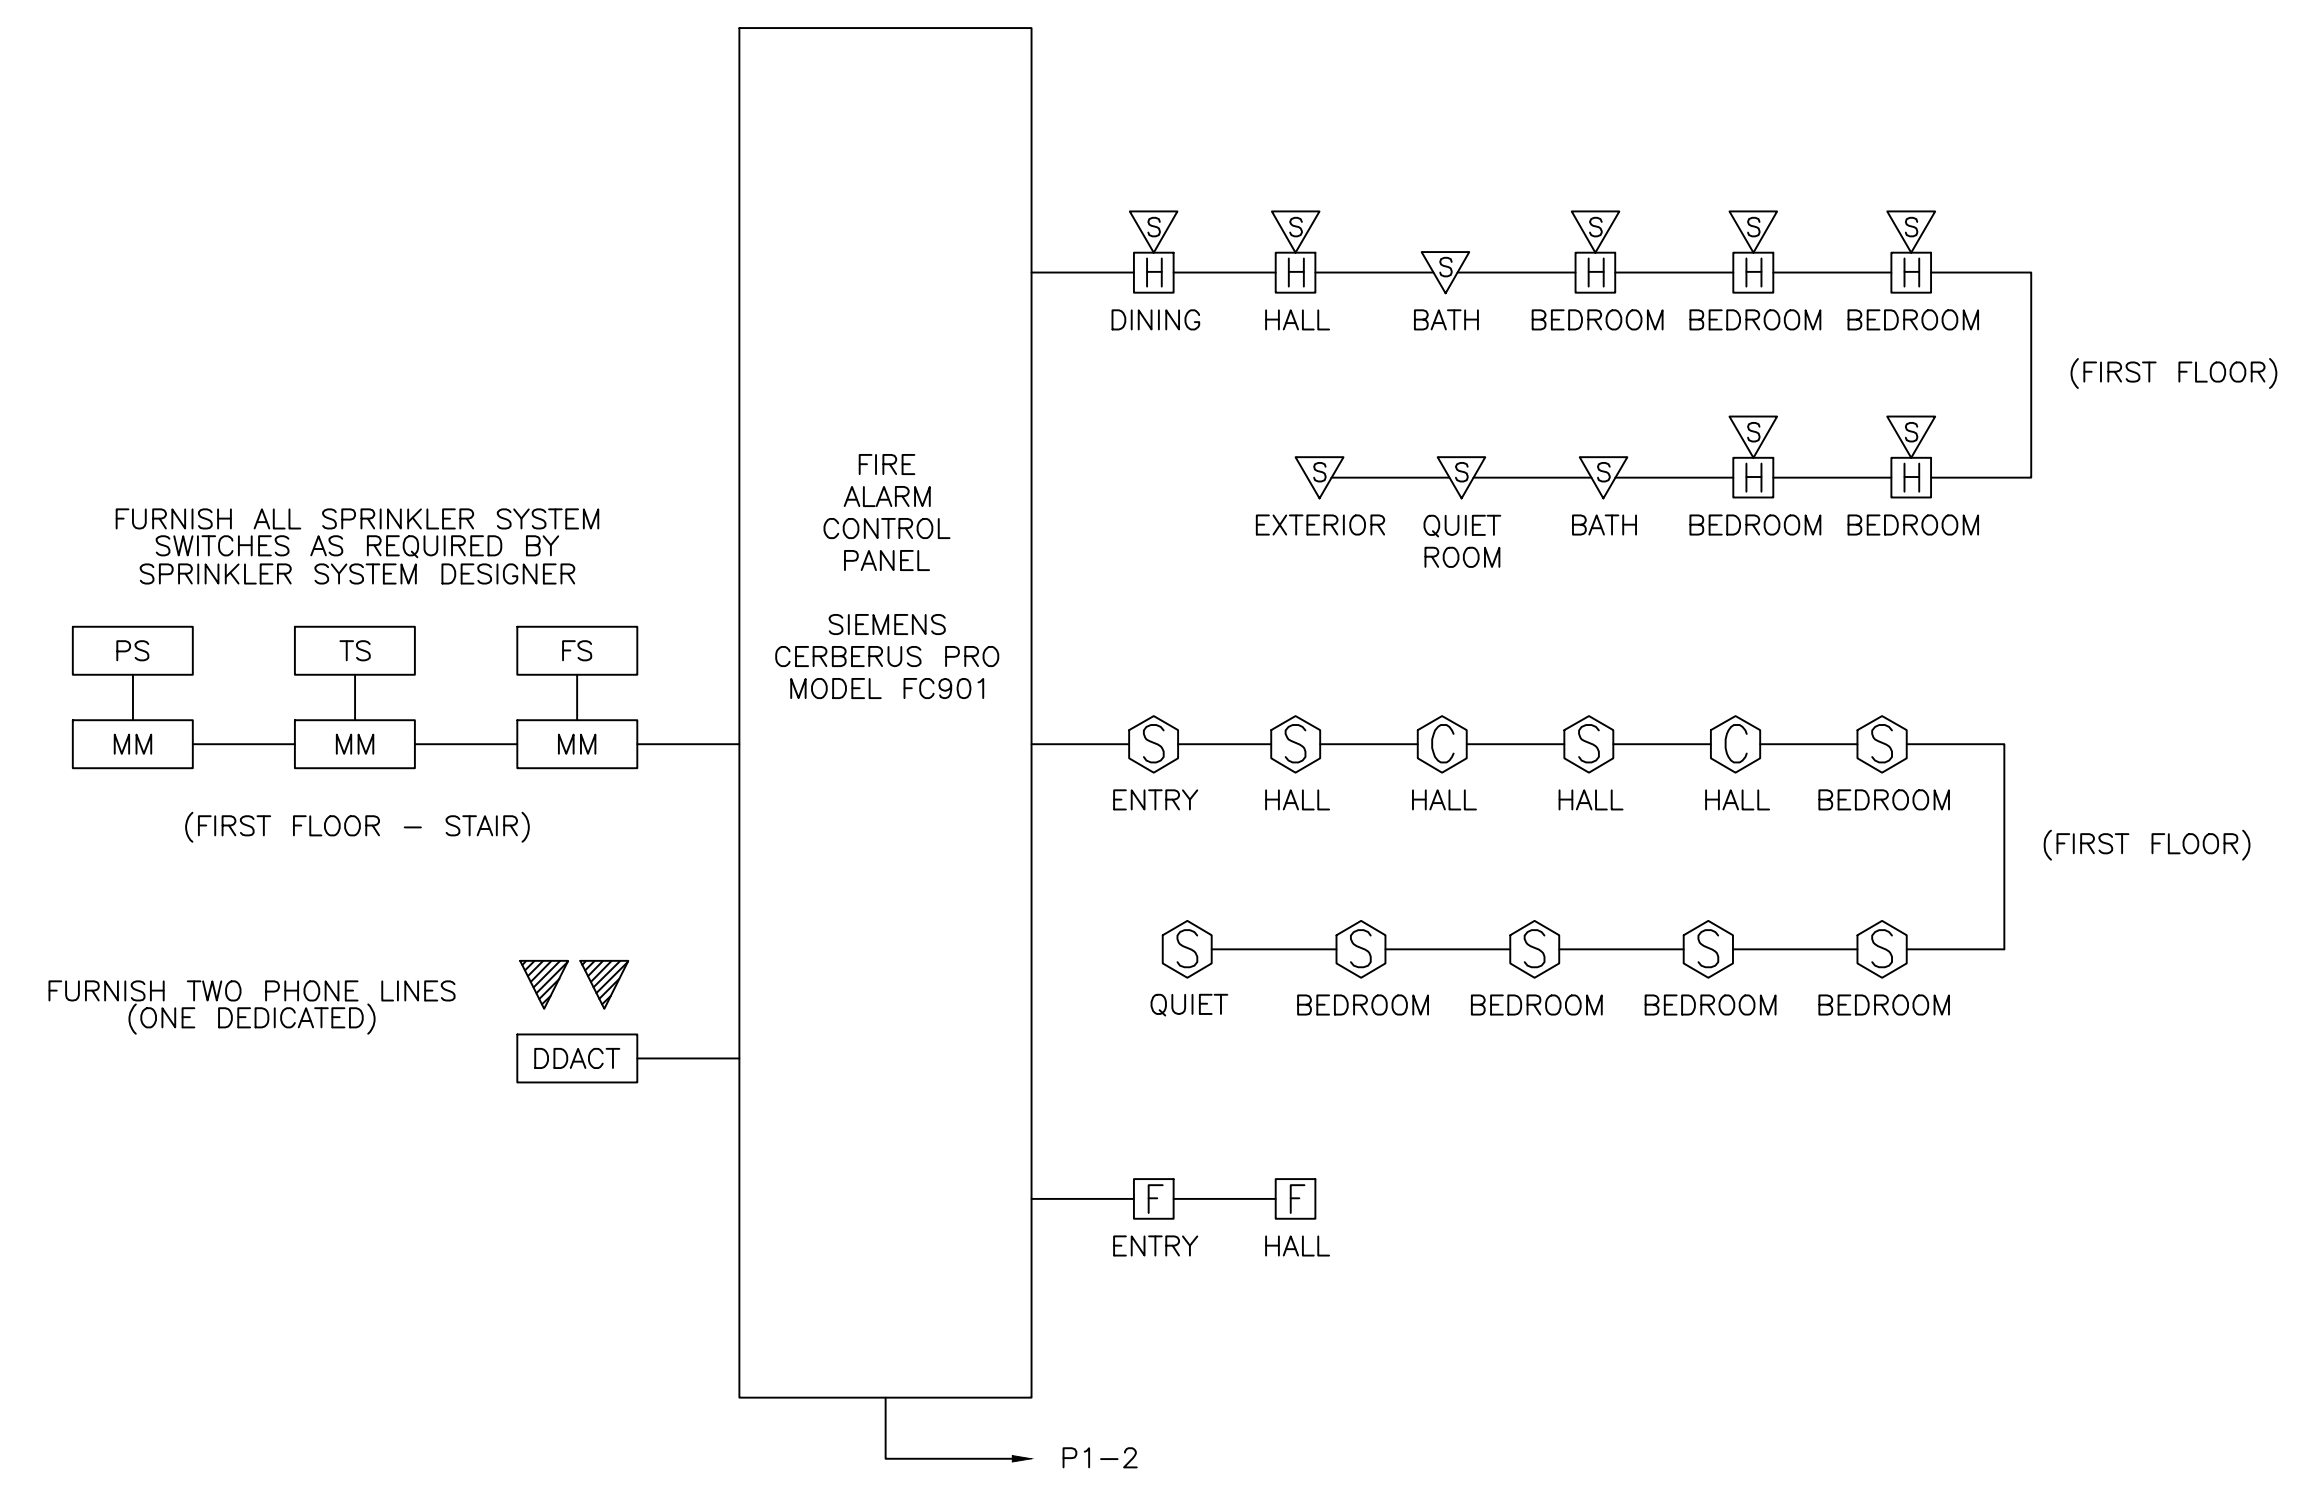 S S S S S
H H S H H H
DINING HALL BATH BEDROOM BEDROOM BEDROOM
(FIRST FLOOR)
S S
S S S H H
EXTERIOR QUIET BATH BEDROOM BEDROOM
ROOM
FIRE
ALARM
CONTROL
PANEL
SIEMENS
CERBERUS PRO
MODEL FC901
FURNISH ALL SPRINKLER SYSTEM
SWITCHES AS REQUIRED BY
SPRINKLER SYSTEM DESIGNER
PS TS FS
MM MM MM
(FIRST FLOOR - STAIR)
S S C S C S
ENTRY HALL HALL HALL HALL BEDROOM
(FIRST FLOOR)
S S S S S
QUIET BEDROOM BEDROOM BEDROOM BEDROOM
FURNISH TWO PHONE LINES
(ONE DEDICATED)
DDACT
F F
ENTRY HALL
P1-2